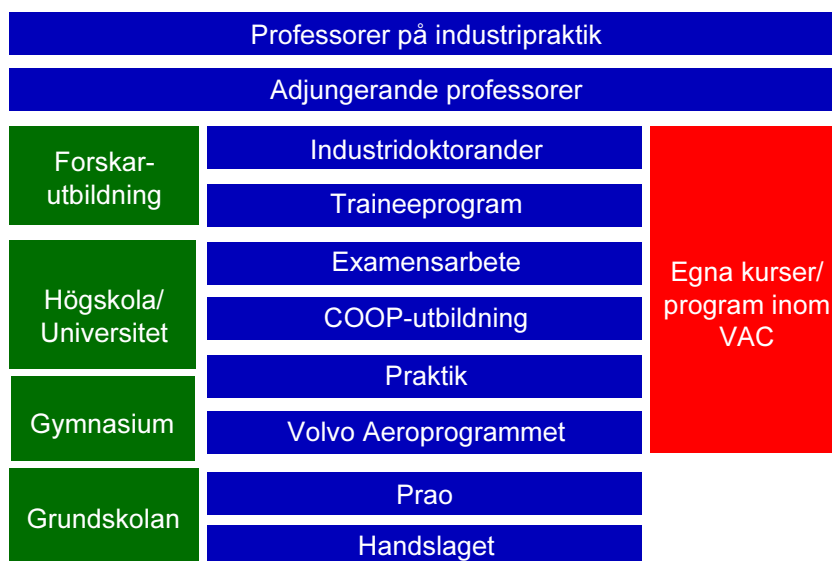 Professorer på industripraktik
Adjungerande professorer
Forskar-
utbildning
Industridoktorander
Traineeprogram
Högskola/
Universitet
Examensarbete
COOP-utbildning
Egna kurser/
program inom
VAC
Gymnasium
Praktik
Volvo Aeroprogrammet
Grundskolan
Prao
Handslaget